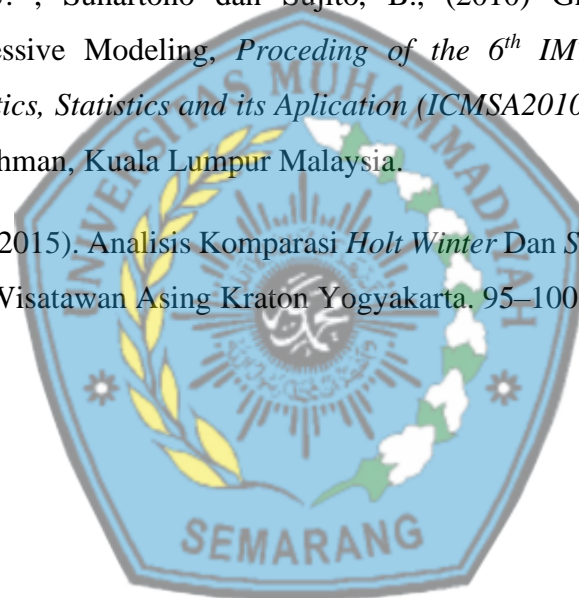 , Suhartono dan Sujito, B., (2010)
essive Modeling, Proceding of the 6th IM
tics, Statistics and its Aplication (ICMSA2010
hman, Kuala Lumpur Malaysia.
2015). Analisis Komparasi Holt Winter Dan S
Wisatawan Asing Kraton Yogyakarta. 95–100
UNIVERSITAS MUHAMMADIYAH
SEMARANG